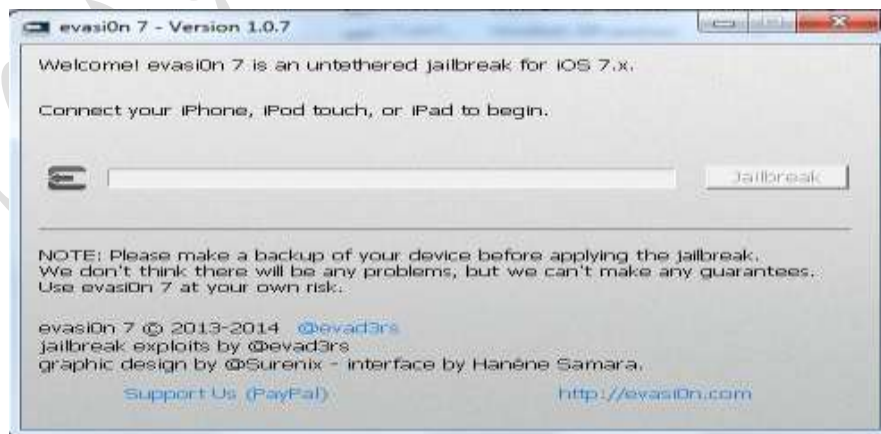 evasi0n 7 - Version 1.0.7
Welcome! evasi0n 7 is an untethered jailbreak for iOS 7.x.
Connect your iPhone, iPod touch, or iPad to begin.
Jailbreak
NOTE: Please make a backup of your device before applying the jailbreak.
We don't think there will be any problems, but we can't make any guarantees.
Use evasi0n 7 at your own risk.
evasi0n 7 © 2013-2014 @evad3rs
jailbreak exploits by @evad3rs
graphic design by @Surenix - interface by Hanéne Samara.
Support Us (PayPal) http://evasi0n.com